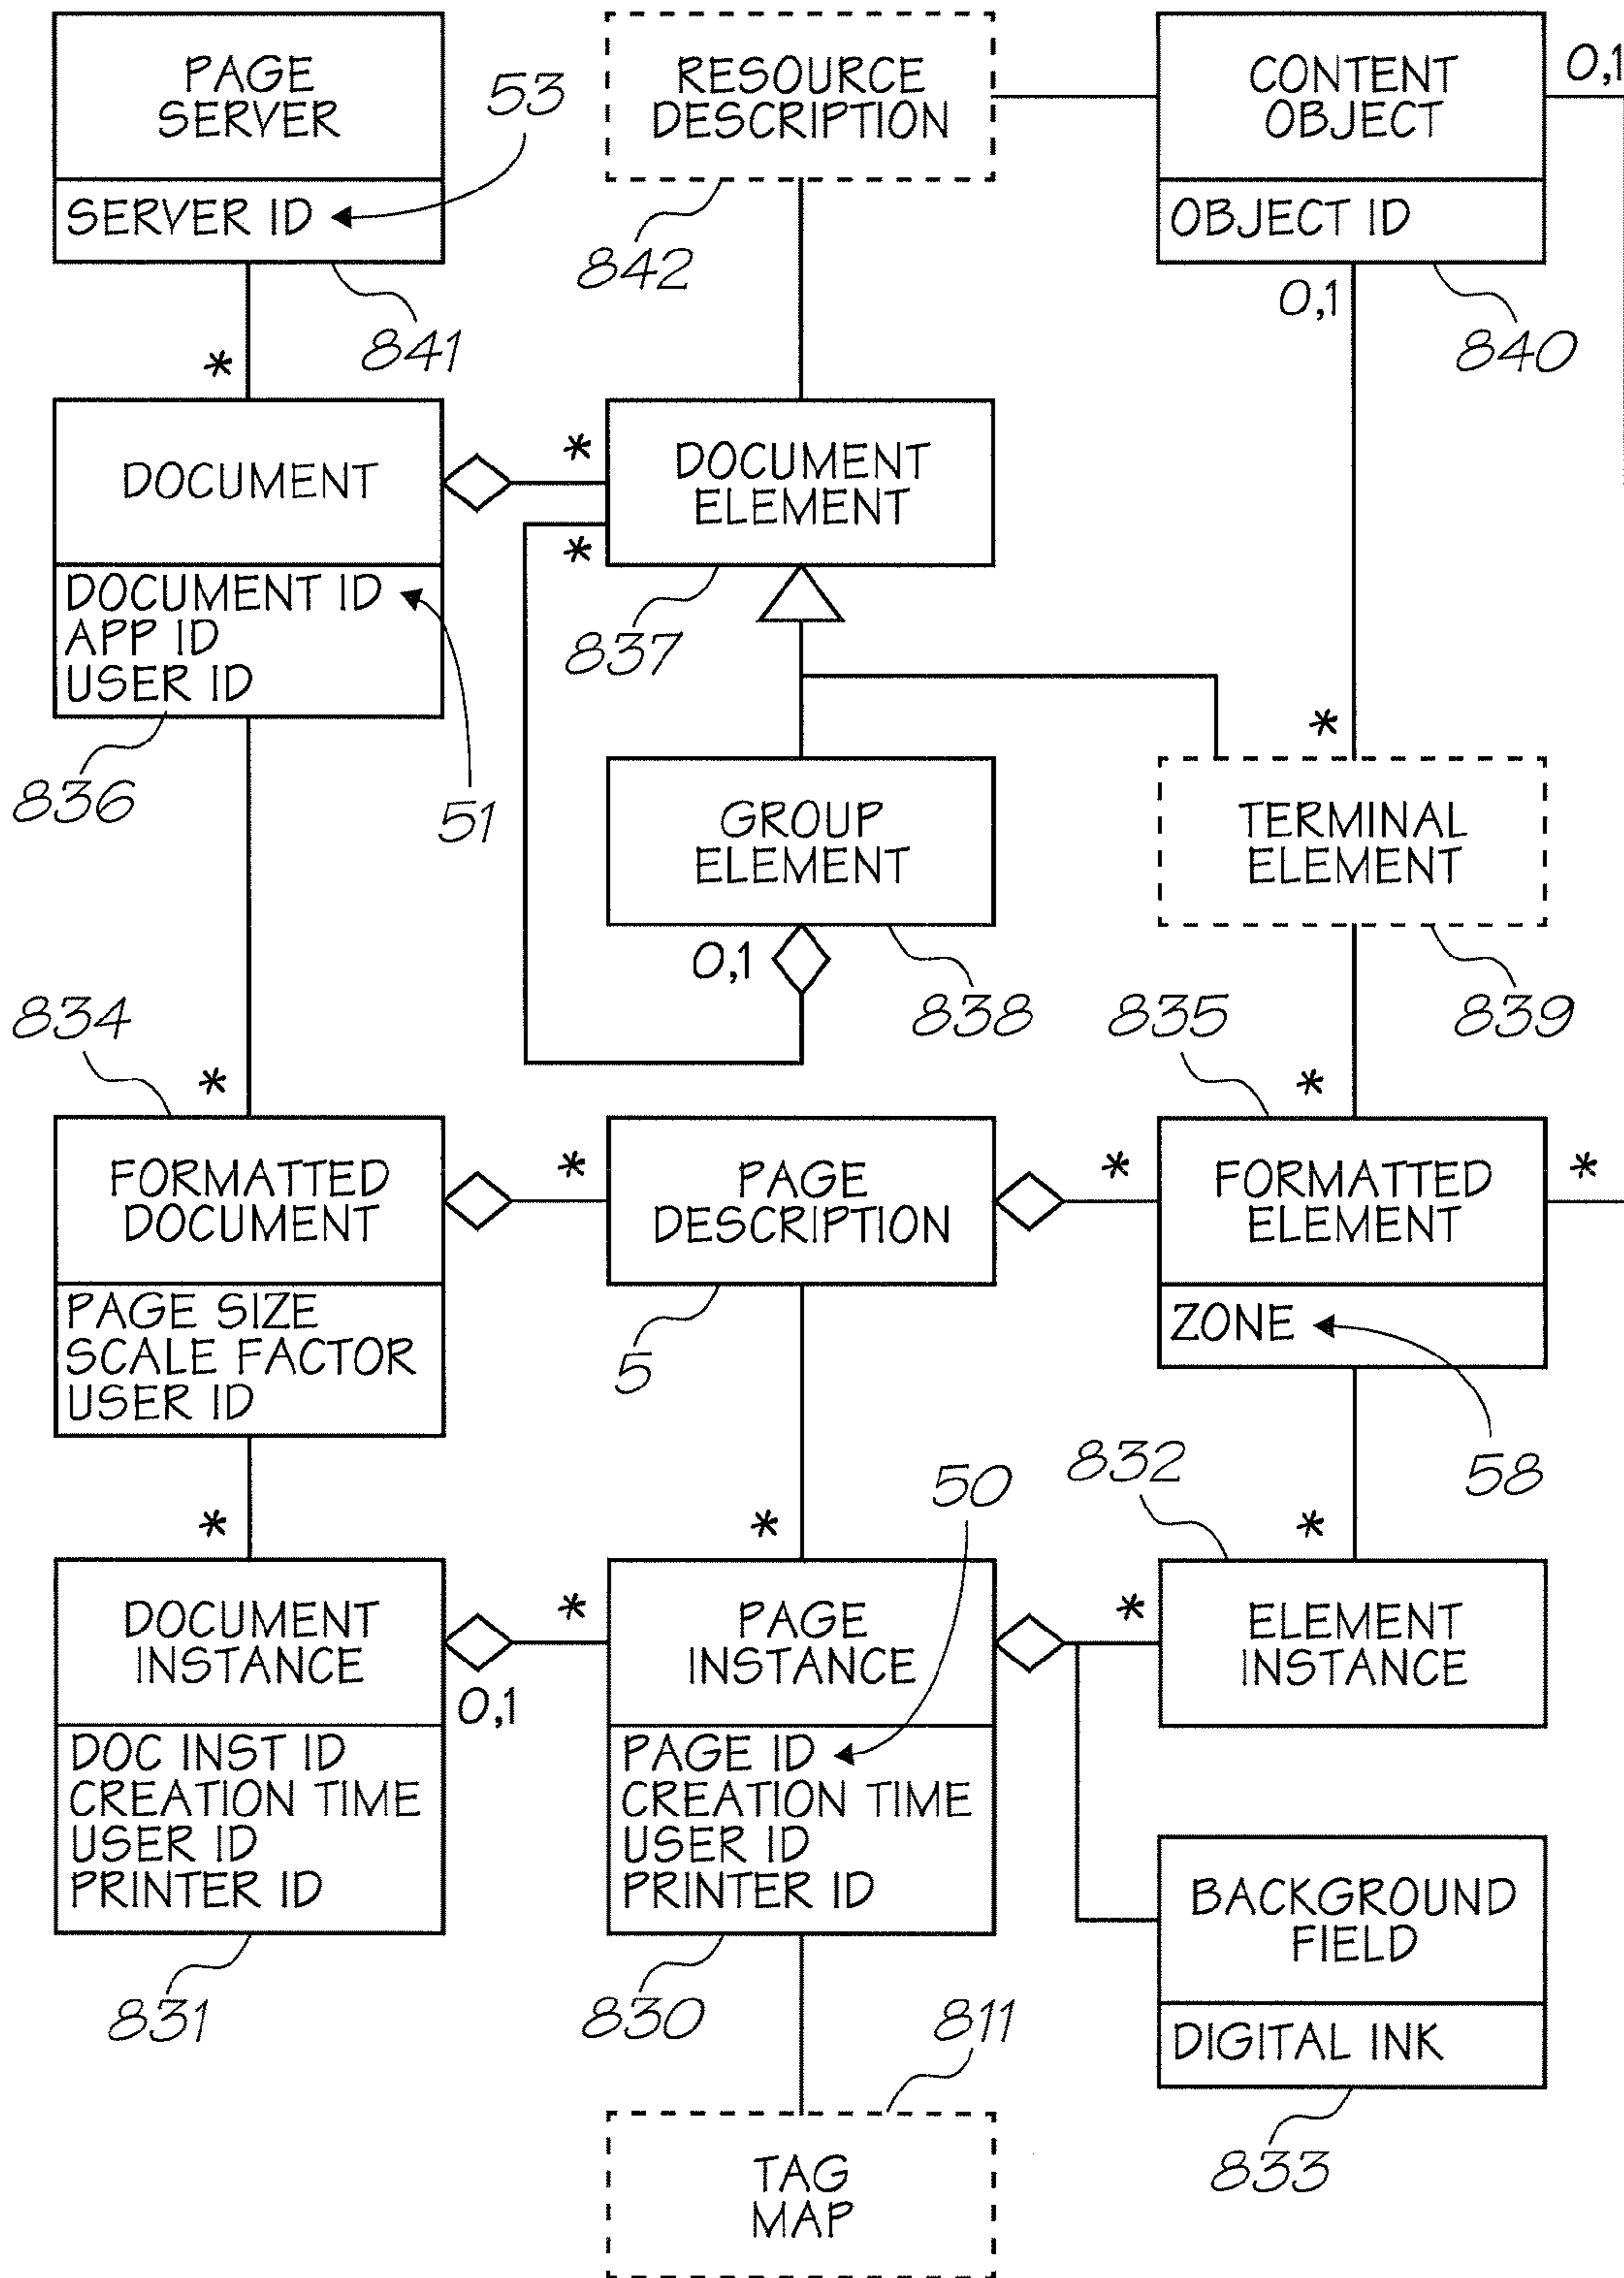 PAGE
SERVER
53
SERVER ID
841
RESOURCE
DESCRIPTION
842
CONTENT
OBJECT
0,1
OBJECT ID
0,1
840
*
DOCUMENT
*
DOCUMENT
ELEMENT
*
837
DOCUMENT ID
APP ID
USER ID
836
51
GROUP
ELEMENT
0,1
838
*
TERMINAL
ELEMENT
839
834
*
835
*
FORMATTED
DOCUMENT
*
PAGE
DESCRIPTION
*
FORMATTED
ELEMENT
*
PAGE SIZE
SCALE FACTOR
USER ID
5
ZONE
58
*
*
50
832
*
DOCUMENT
INSTANCE
0,1
*
PAGE
INSTANCE
*
ELEMENT
INSTANCE
DOC INST ID
CREATION TIME
USER ID
PRINTER ID
831
PAGE ID
CREATION TIME
USER ID
PRINTER ID
830
BACKGROUND
FIELD
DIGITAL INK
833
811
TAG
MAP